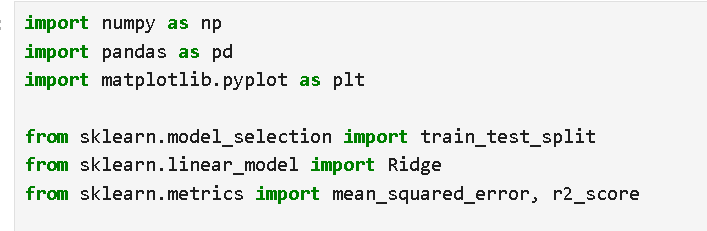 import numpy as np
import pandas as pd
import matplotlib.pyplot as plt
from sklearn.model_selection import train_test_split
from sklearn.linear_model import Ridge
from sklearn.metrics import mean_squared_error, r2_score